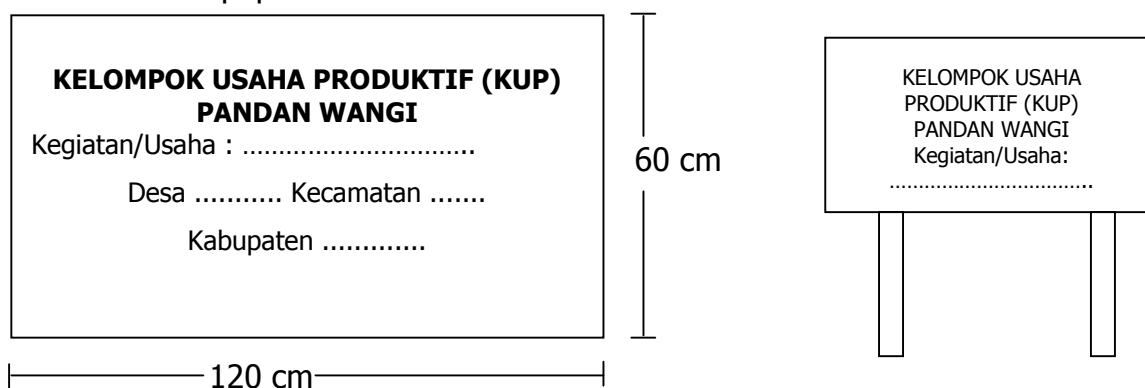 KELOMPOK USAHA PRODUKTIF (KUP)
PANDAN WANGI
Kegiatan/Usaha : ................................
Desa ........... Kecamatan .......
Kabupaten .............
60 cm
120 cm
KELOMPOK USAHA
PRODUKTIF (KUP)
PANDAN WANGI
Kegiatan/Usaha:
..................................